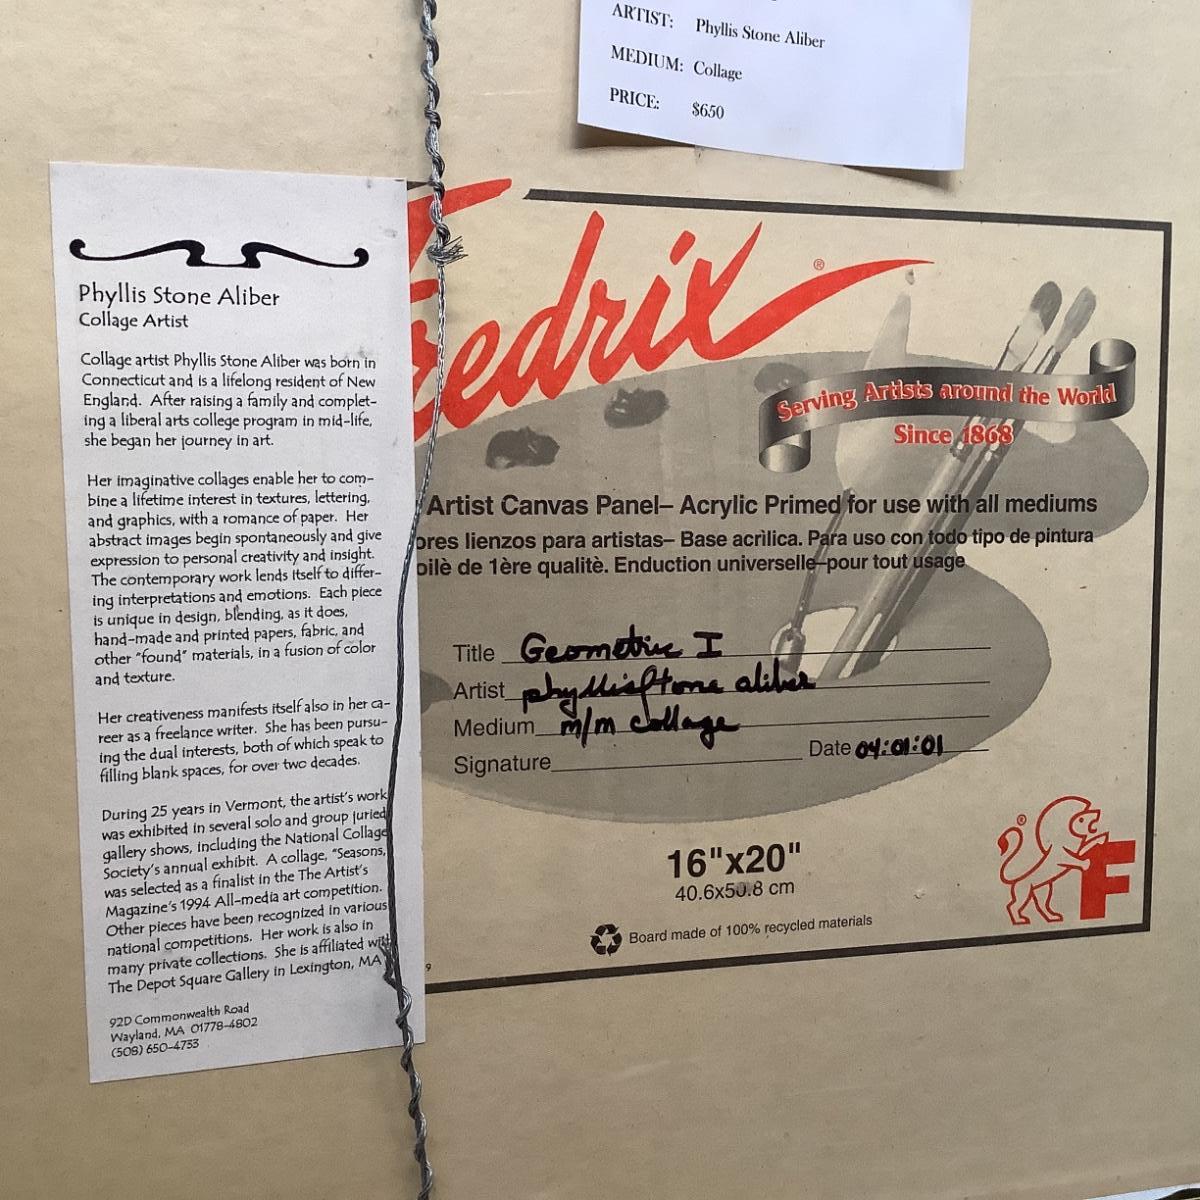 ARTIST: Phyllis Stone Aliber
MEDIUM: Collage
PRICE: $650
Phyllis Stone Aliber
Collage Artist
Collage artist Phyllis Stone Aliber was born in
Connecticut and is a lifelong resident of New
England. After raising a family and complet-
ing a liberal arts college program in mid-life,
she began her journey in art.
Her imaginative collages enable her to com-
bine a lifetime interest in textures, lettering,
and graphics, with a romance of paper. Her
abstract images begin spontaneously and give
expression to personal creativity and insight.
The contemporary work lends itself to differ-
ing interpretations and emotions. Each piece
is unique in design, blending, as it does,
hand-made and printed papers, fabric, and
other "found" materials, in a fusion of color
and texture.
Her creativeness manifests itself also in her ca-
reer as a freelance writer. She has been pursu-
ing the dual interests, both of which speak to
filling blank spaces, for over two decades.
During 25 years in Vermont, the artist's work
was exhibited in several solo and group juried
gallery shows, including the National Collage
Society's annual exhibit. A collage, "Seasons,
was selected as a finalist in the The Artist's
Magazine's 1994 All-media art competition.
Other pieces have been recognized in various
national competitions. Her work is also in
many private collections. She is affiliated with
The Depot Square Gallery in Lexington, MA
92D Commonwealth Road
Wayland, MA 01778-4802
(508) 650-4733
Fredrix®
Serving Artists around the World
Since 1868
Artist Canvas Panel– Acrylic Primed for use with all mediums
ores lienzos para artistas– Base acrìlica. Para uso con todo tipo de pintura
oilè de 1ère qualitè. Enduction universelle–pour tout usage
Title Geometric I
Artist phyllis Stone aliber
Medium m/m collage
Signature Date 04:01:01
16"x20"
40.6x50.8 cm
Board made of 100% recycled materials
® F
9